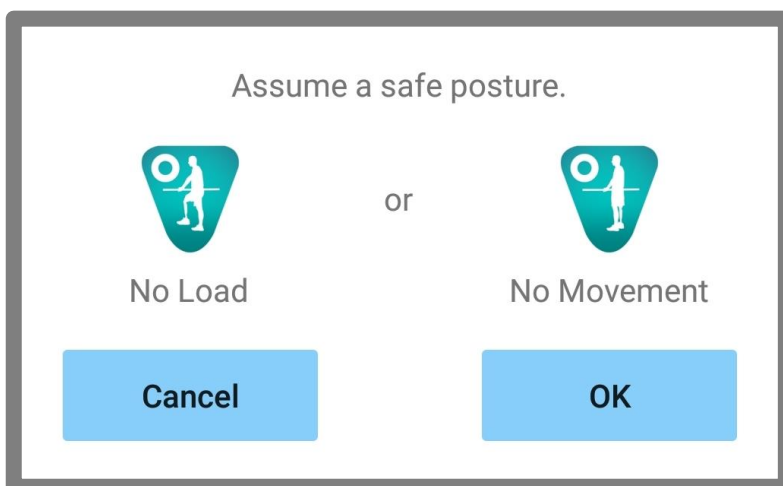 Assume a safe posture.
or
No Load
No Movement
Cancel
OK